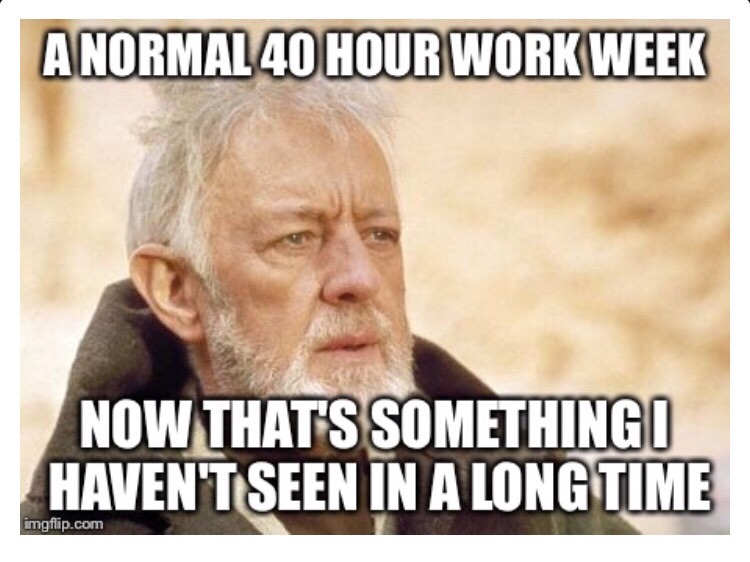 A NORMAL 40 HOUR WORK WEEK
NOW THAT'S SOMETHING I
HAVEN'T SEEN IN A LONG TIME
imgflip.com